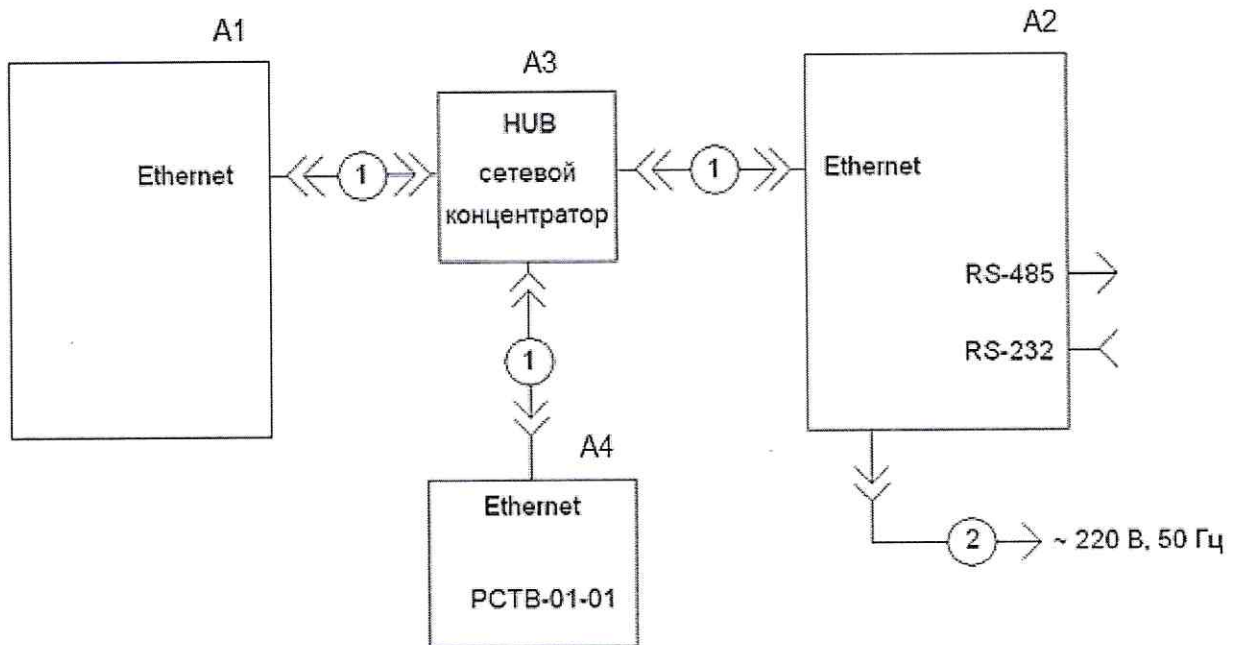 A1
A2
A3
HUB
сетевой
концентратор
Ethernet
1
1
Ethernet
RS-485
RS-232
1
A4
Ethernet
РСТВ-01-01
2
~ 220 В, 50 Гц